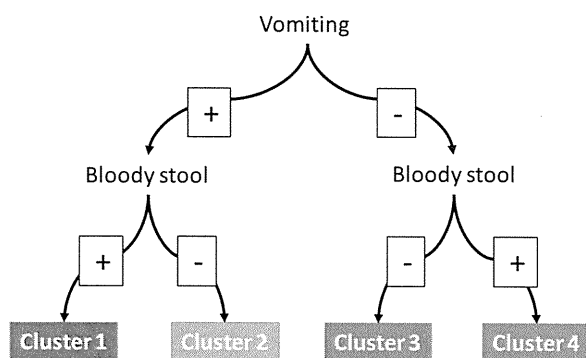 Vomiting
+
-
Bloody stool
Bloody stool
+
-
-
+
Cluster 1
Cluster 2
Cluster 3
Cluster 4